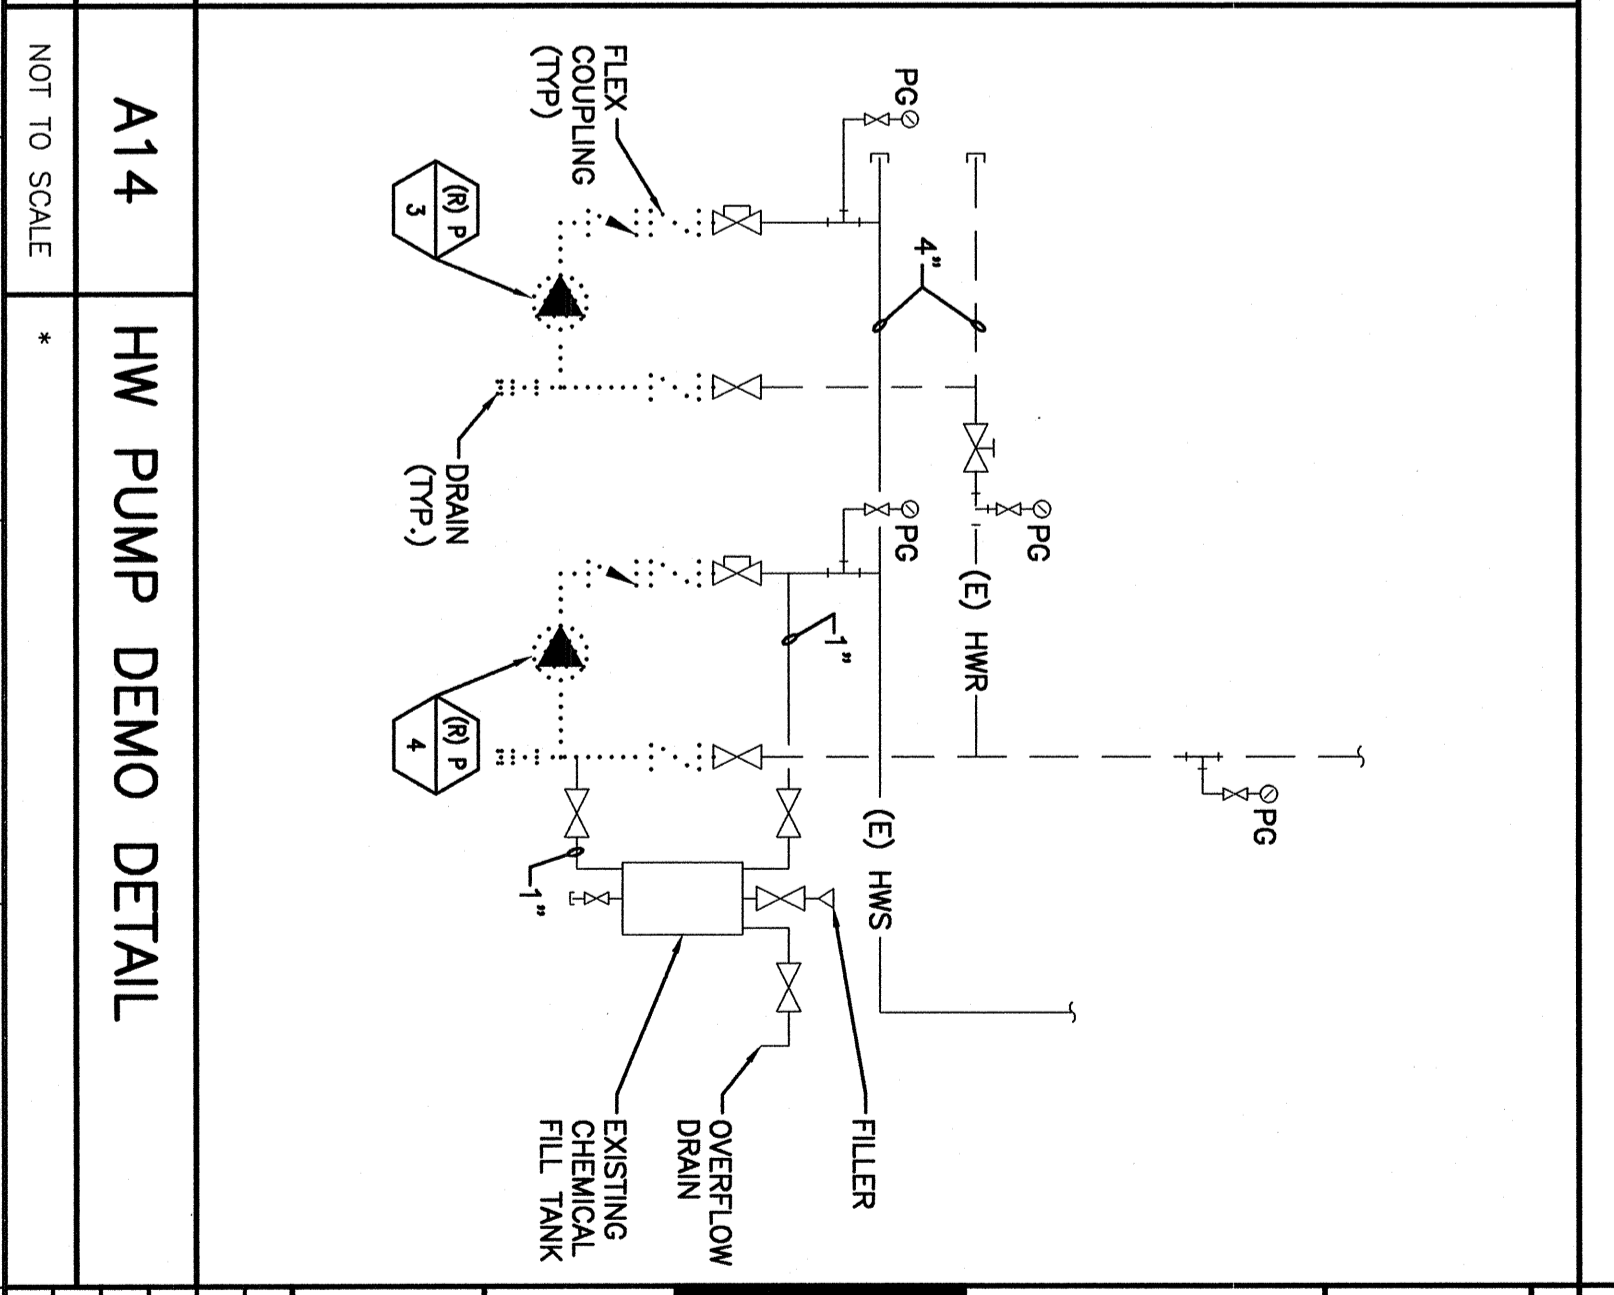 PG
FILLER
(E) HWR
(E) HWS
PG
PG
PG
4"
1"
OVERFLOW
DRAIN
FLEX
COUPLING
(TYP)
EXISTING
CHEMICAL
FILL TANK
1"
DRAIN
(TYP.)
(R) P
3
(R) P
4
A14
HW PUMP DEMO DETAIL
NOT TO SCALE
*